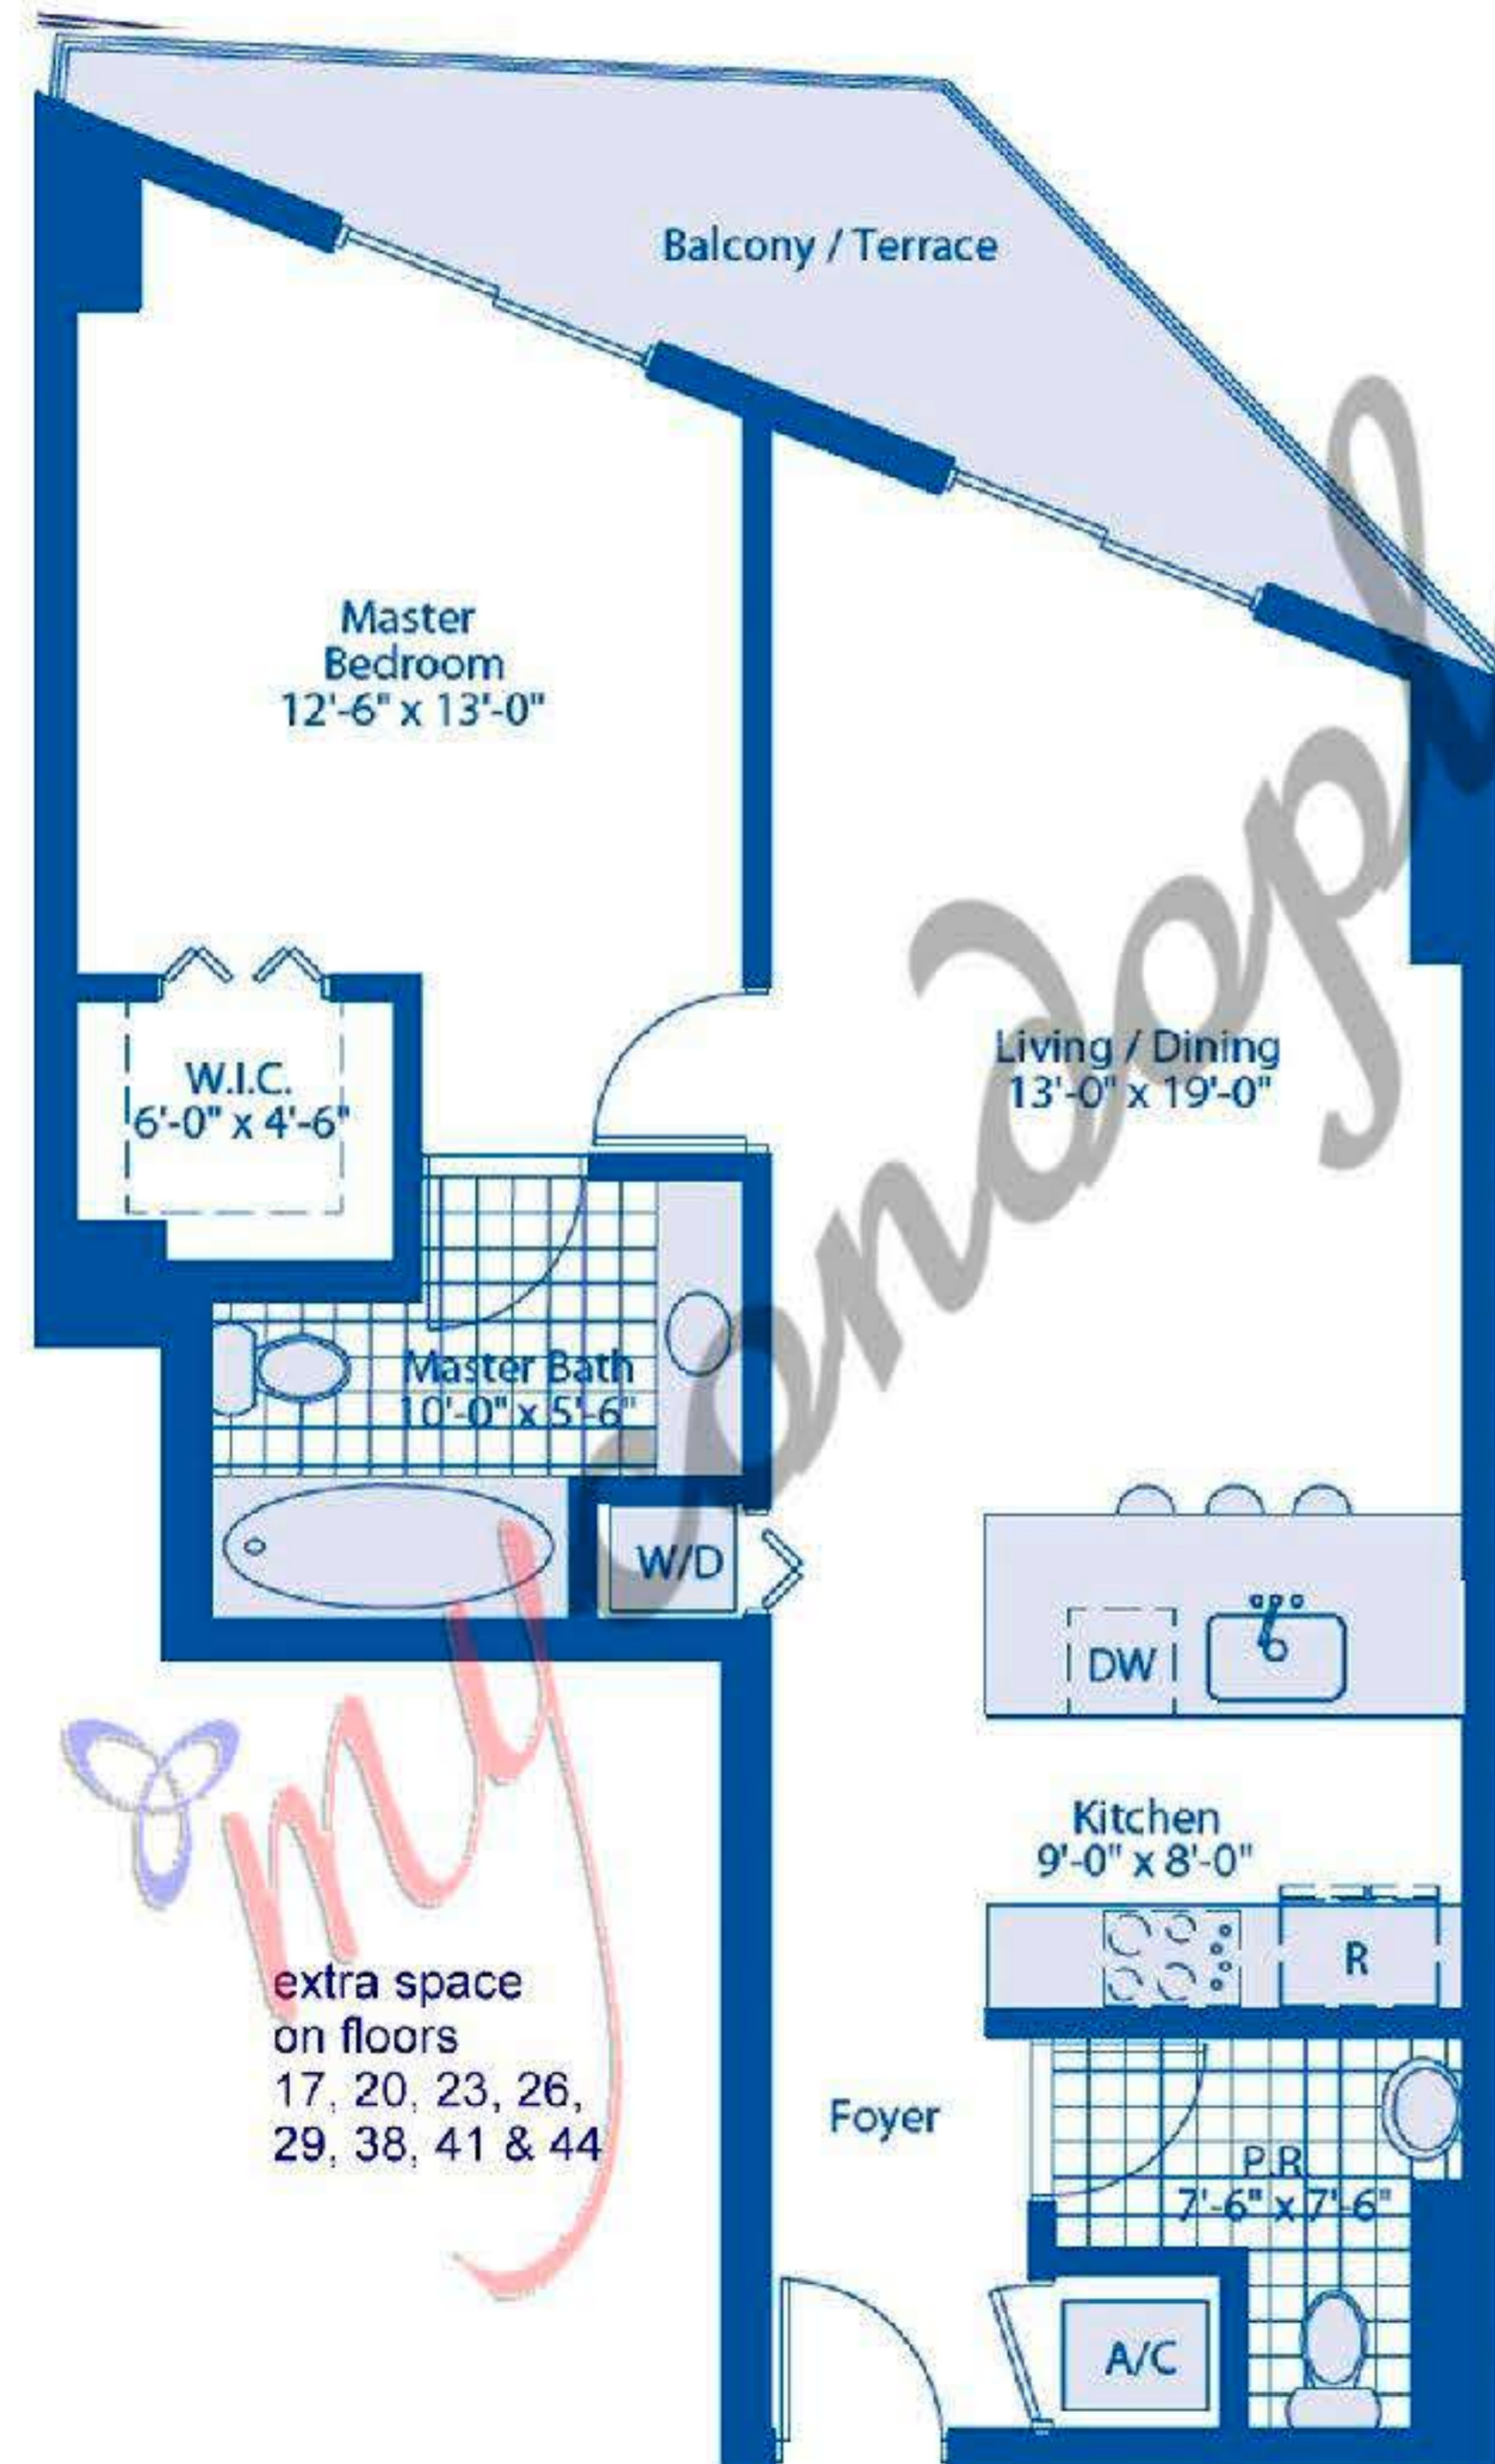 Balcony / Terrace
Master
Bedroom
12'-6" x 13'-0"
Living / Dining
13'-0" x 19'-0"
W.I.C.
6'-0" x 4'-6"
Master Bath
10'-0" x 5'-6"
W/D
DW
Kitchen
9'-0" x 8'-0"
R
extra space
on floors
17, 20, 23, 26,
29, 38, 41 & 44
Foyer
P.R.
7'-6" x 7'-6"
A/C
my condopl